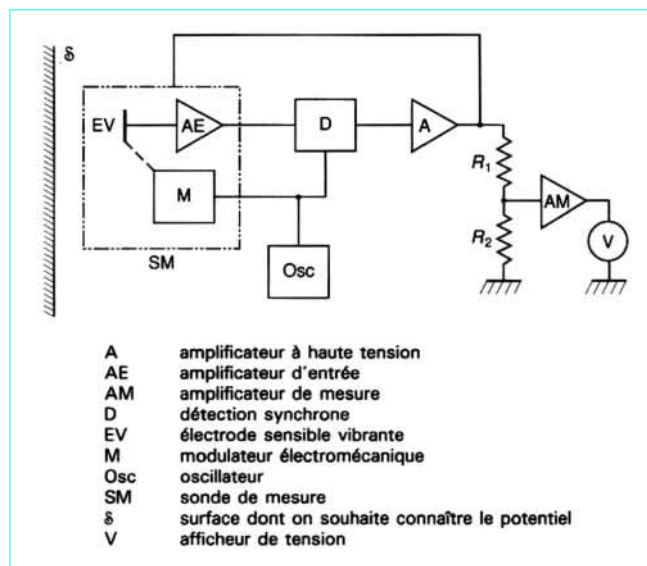 𝒮
EV
AE
D
A
M
SM
Osc
R1
R2
AM
V
A amplificateur à haute tension
AE amplificateur d'entrée
AM amplificateur de mesure
D détection synchrone
EV électrode sensible vibrante
M modulateur électromécanique
Osc oscillateur
SM sonde de mesure
𝒮 surface dont on souhaite connaître le potentiel
V afficheur de tension